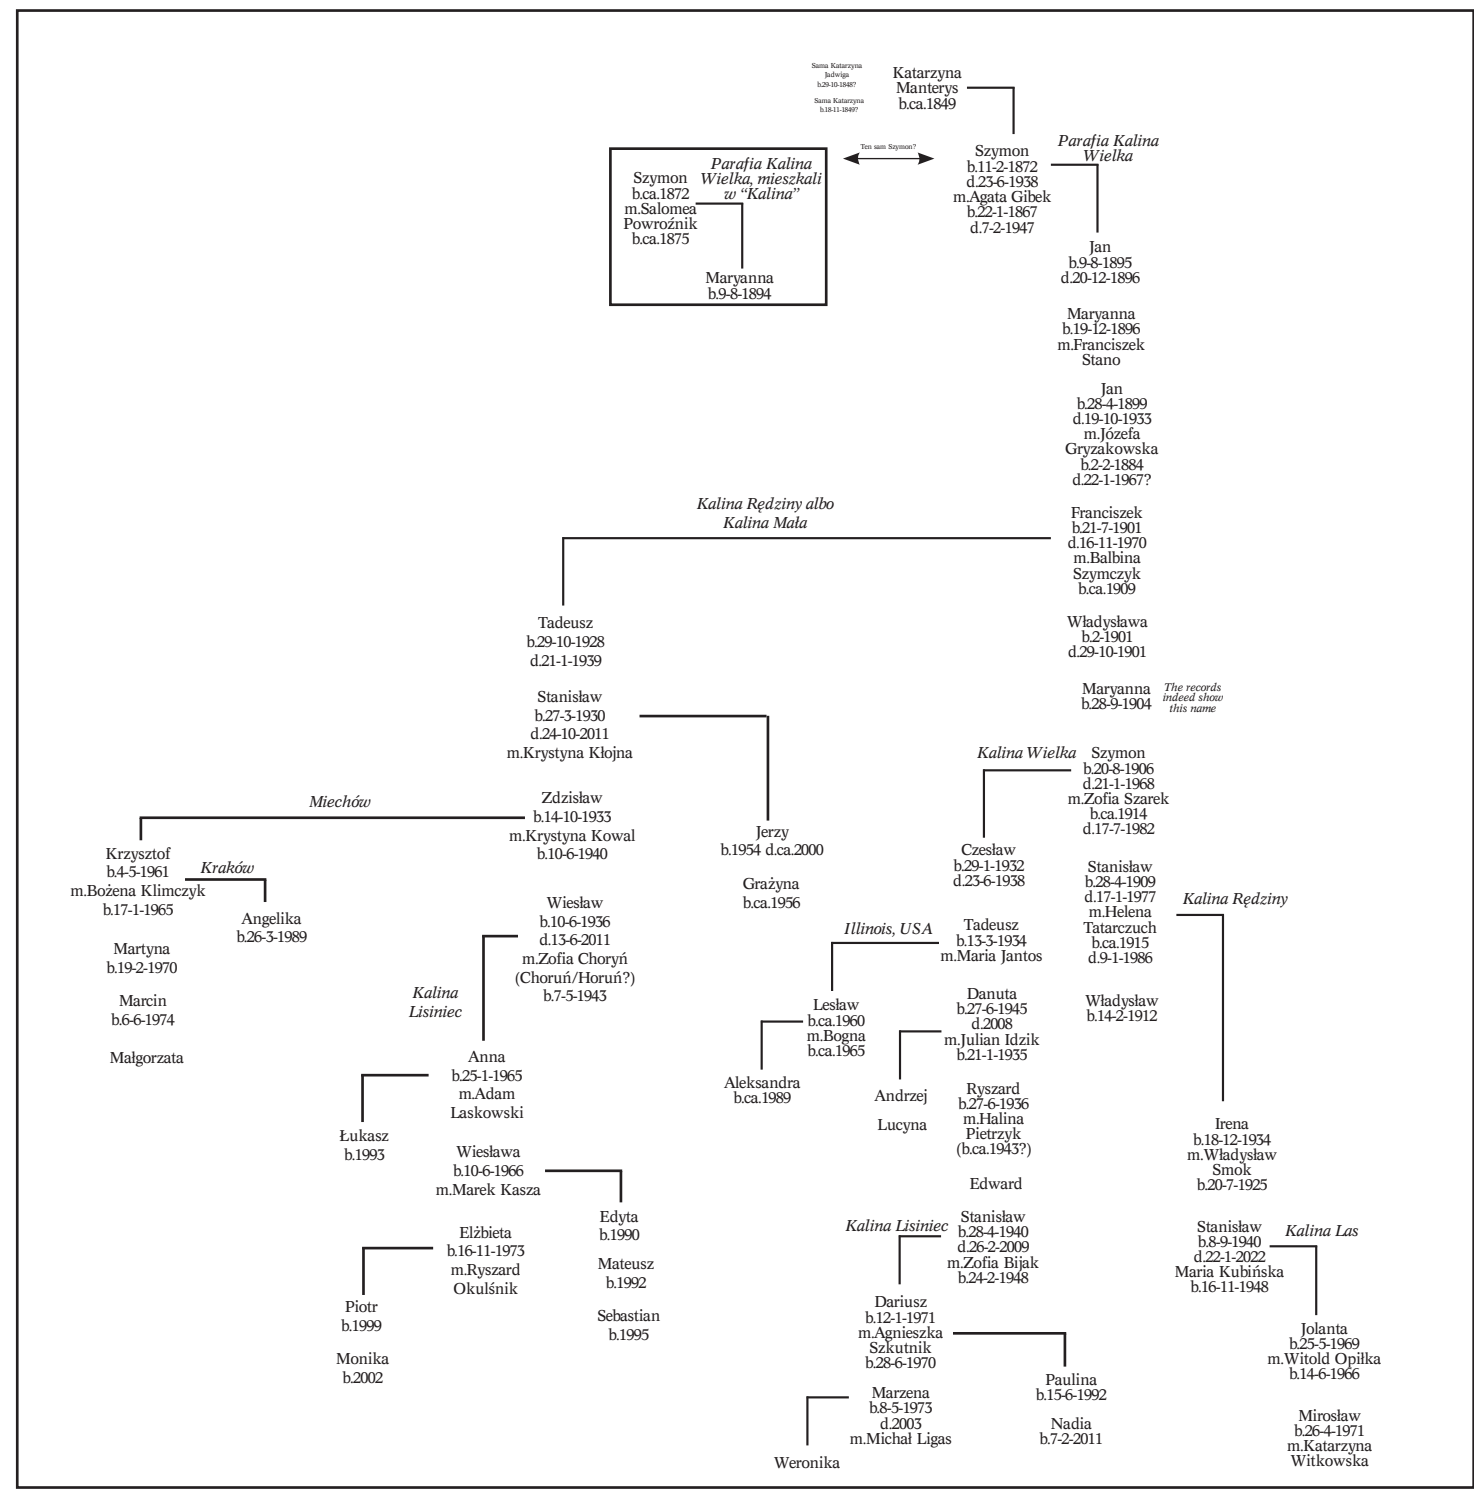 Sama Katarzyna
Jadwiga
b.29-10-1848?
Sama Katarzyna
b.18-11-1849?
Katarzyna
Manterys
b.ca.1849
Ten sam Szymon?
Szymon
b.11-2-1872
d.23-6-1938
m.Agata Gibek
b.22-1-1867
d.7-2-1947
Parafia Kalina
Wielka
Szymon
b.ca.1872
m.Salomea
Powroźnik
b.ca.1875
Parafia Kalina
Wielka, mieszkali
w “Kalina”
Maryanna
b.9-8-1894
Jan
b.9-8-1895
d.20-12-1896
Maryanna
b.19-12-1896
m.Franciszek
Stano
Jan
b.28-4-1899
d.19-10-1933
m.Józefa
Gryzakowska
b.2-2-1884
d.22-1-1967?
Kalina Rędziny albo
Kalina Mała
Franciszek
b.21-7-1901
d.16-11-1970
m.Balbina
Szymczyk
b.ca.1909
Władysława
b.2-1901
d.29-10-1901
Maryanna
b.28-9-1904
The records
indeed show
this name
Tadeusz
b.29-10-1928
d.21-1-1939
Stanisław
b.27-3-1930
d.24-10-2011
m.Krystyna Kłojna
Kalina Wielka
Szymon
b.20-8-1906
d.21-1-1968
m.Zofia Szarek
b.ca.1914
d.17-7-1982
Miechów
Zdzisław
b.14-10-1933
m.Krystyna Kowal
b.10-6-1940
Jerzy
b.1954 d.ca.2000
Grażyna
b.ca.1956
Czesław
b.29-1-1932
d.23-6-1938
Stanisław
b.28-4-1909
d.17-1-1977
m.Helena
Tatarczuch
b.ca.1915
d.9-1-1986
Kalina Rędziny
Krzysztof
b.4-5-1961
m.Bożena Klimczyk
b.17-1-1965
Kraków
Angelika
b.26-3-1989
Martyna
b.19-2-1970
Marcin
b.6-6-1974
Małgorzata
Wiesław
b.10-6-1936
d.13-6-2011
m.Zofia Choryń
(Choruń/Horuń?)
b.7-5-1943
Kalina
Lisiniec
Illinois, USA
Tadeusz
b.13-3-1934
m.Maria Jantos
Władysław
b.14-2-1912
Lesław
b.ca.1960
m.Bogna
b.ca.1965
Danuta
b.27-6-1945
d.2008
m.Julian Idzik
b.21-1-1935
Aleksandra
b.ca.1989
Andrzej
Lucyna
Ryszard
b.27-6-1936
m.Halina
Pietrzyk
(b.ca.1943?)
Edward
Anna
b.25-1-1965
m.Adam
Laskowski
Łukasz
b.1993
Wiesława
b.10-6-1966
m.Marek Kasza
Edyta
b.1990
Mateusz
b.1992
Sebastian
b.1995
Elżbieta
b.16-11-1973
m.Ryszard
Okulśnik
Piotr
b.1999
Monika
b.2002
Kalina Lisiniec
Stanisław
b.28-4-1940
d.26-2-2009
m.Zofia Bijak
b.24-2-1948
Irena
b.18-12-1934
m.Władysław
Smok
b.20-7-1925
Stanisław
b.8-9-1940
d.22-1-2022
Maria Kubińska
b.16-11-1948
Kalina Las
Dariusz
b.12-1-1971
m.Agnieszka
Szkutnik
b.28-6-1970
Paulina
b.15-6-1992
Nadia
b.7-2-2011
Marzena
b.8-5-1973
d.2003
m.Michał Ligas
Weronika
Jolanta
b.25-5-1969
m.Witold Opiłka
b.14-6-1966
Mirosław
b.26-4-1971
m.Katarzyna
Witkowska